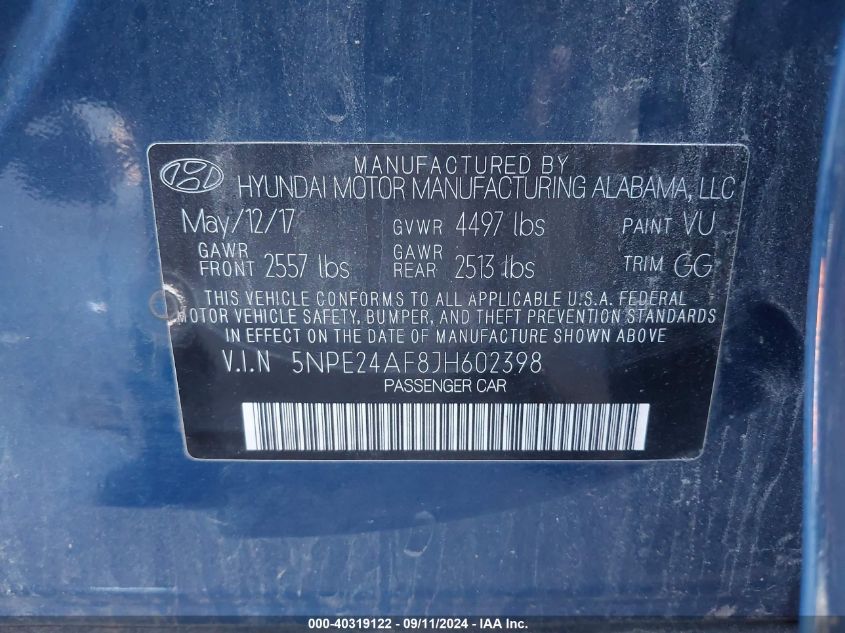 MANUFACTURED BY
HYUNDAI MOTOR MANUFACTURING ALABAMA, LLC
May/12/17 GVWR 4497 lbs PAINT VU
GAWR FRONT 2557 lbs GAWR REAR 2513 lbs TRIM GG
THIS VEHICLE CONFORMS TO ALL APPLICABLE U.S.A. FEDERAL
MOTOR VEHICLE SAFETY, BUMPER, AND THEFT PREVENTION STANDARDS
IN EFFECT ON THE DATE OF MANUFACTURE SHOWN ABOVE
V.I.N 5NPE24AF8JH602398
PASSENGER CAR
000-40319122 - 09/11/2024 - IAA Inc.